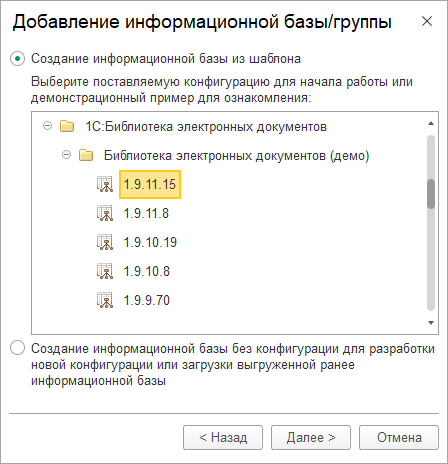 Добавление информационной базы/группы
Создание информационной базы из шаблона
Выберите поставляемую конфигурацию для начала работы или
демонстрационный пример для ознакомления:
1С:Библиотека электронных документов
Библиотека электронных документов (демо)
1.9.11.15
1.9.11.8
1.9.10.19
1.9.10.8
1.9.9.70
Создание информационной базы без конфигурации для разработки
новой конфигурации или загрузки выгруженной ранее
информационной базы
< Назад
Далее >
Отмена